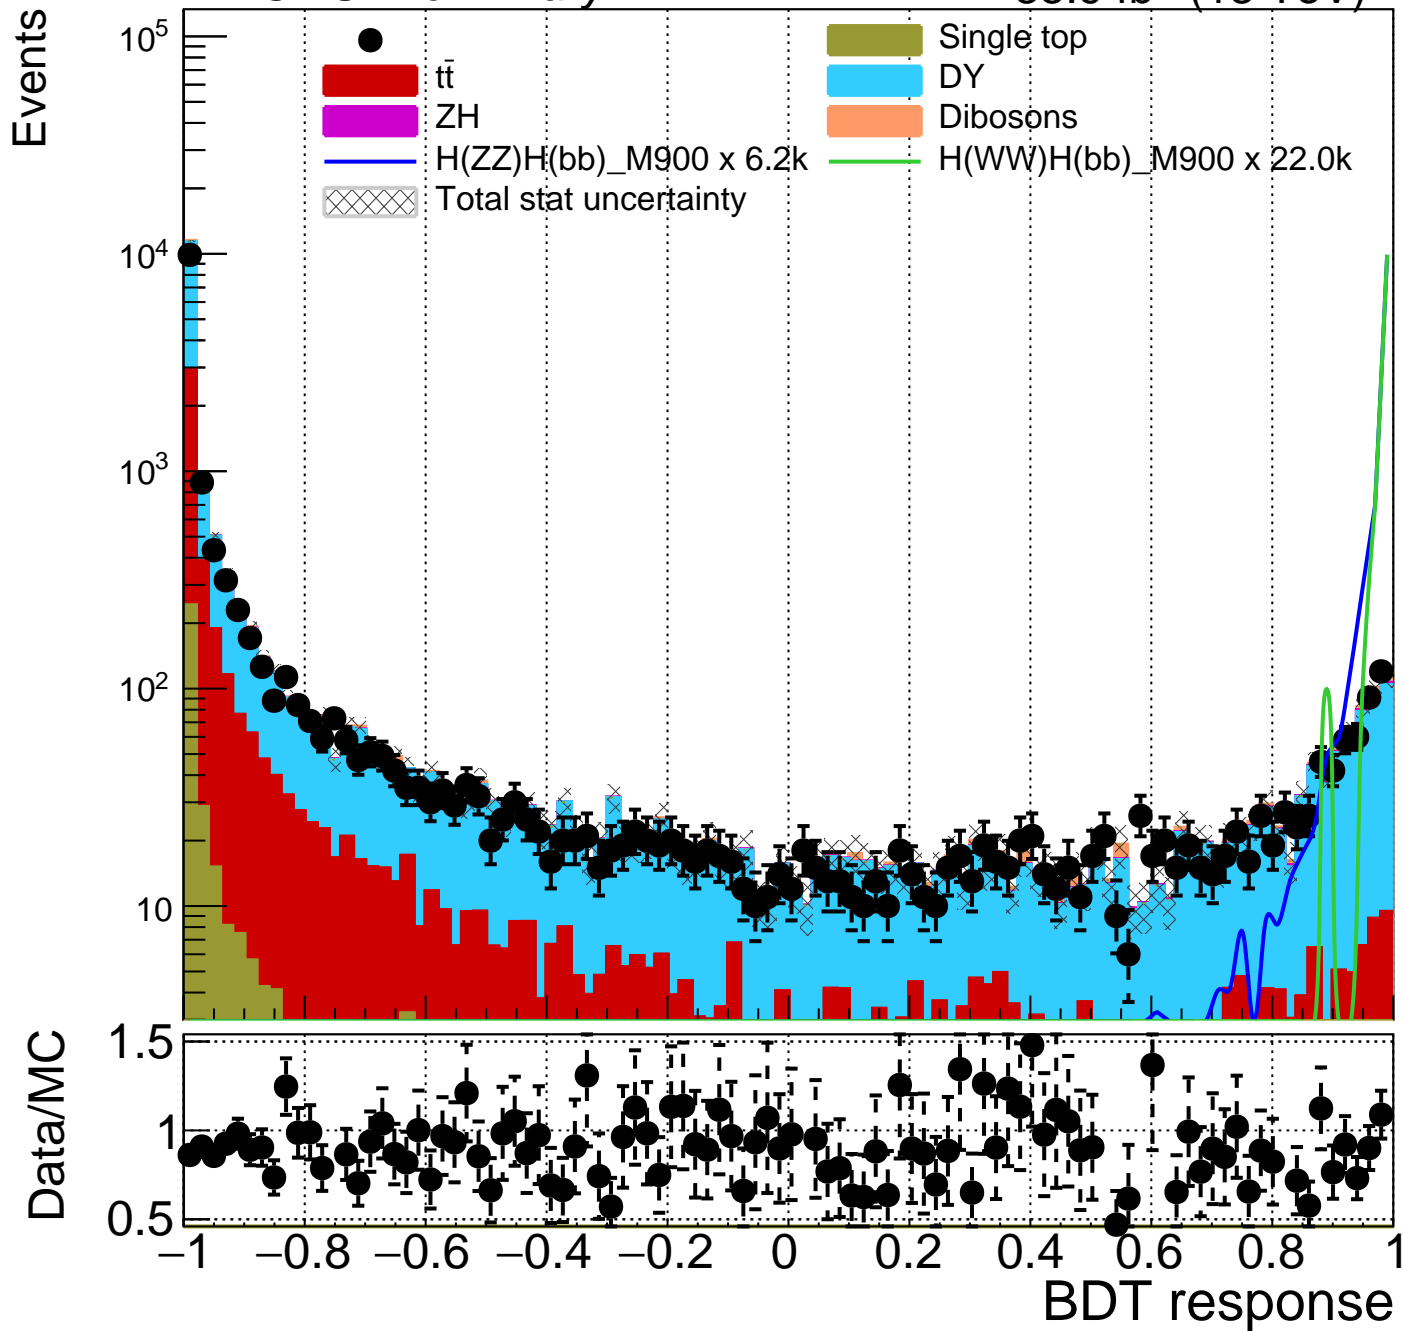 Events
10⁵
Single top
tt̄
DY
ZH
Dibosons
H(ZZ)H(bb)_M900 x 6.2k
H(WW)H(bb)_M900 x 22.0k
Total stat uncertainty
10⁴
10³
10²
10
Data/MC
1.5
1
0.5
−1 −0.8 −0.6 −0.4 −0.2 0 0.2 0.4 0.6 0.8 1
BDT response